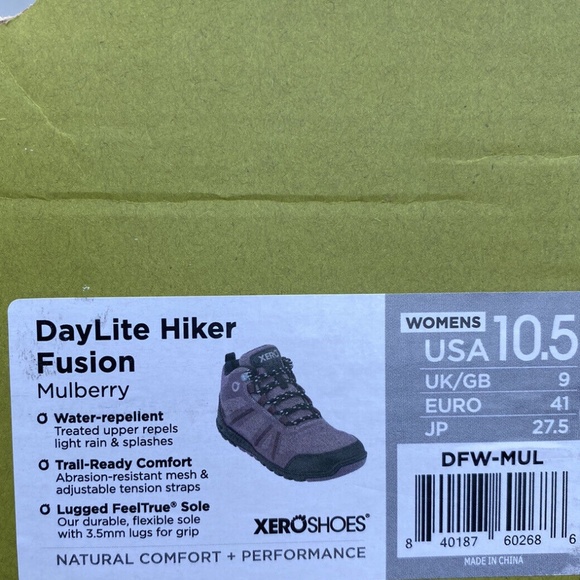 DayLite Hiker
Fusion
Mulberry
Water-repellent
Treated upper repels
light rain & splashes
Trail-Ready Comfort
Abrasion-resistant mesh &
adjustable tension straps
Lugged FeelTrue® Sole
Our durable, flexible sole
with 3.5mm lugs for grip
XERO
XEROSHOES®
NATURAL COMFORT + PERFORMANCE
WOMENS
USA 10.5
UK/GB 9
EURO 41
JP 27.5
DFW-MUL
8 40187 60268 6
MADE IN CHINA